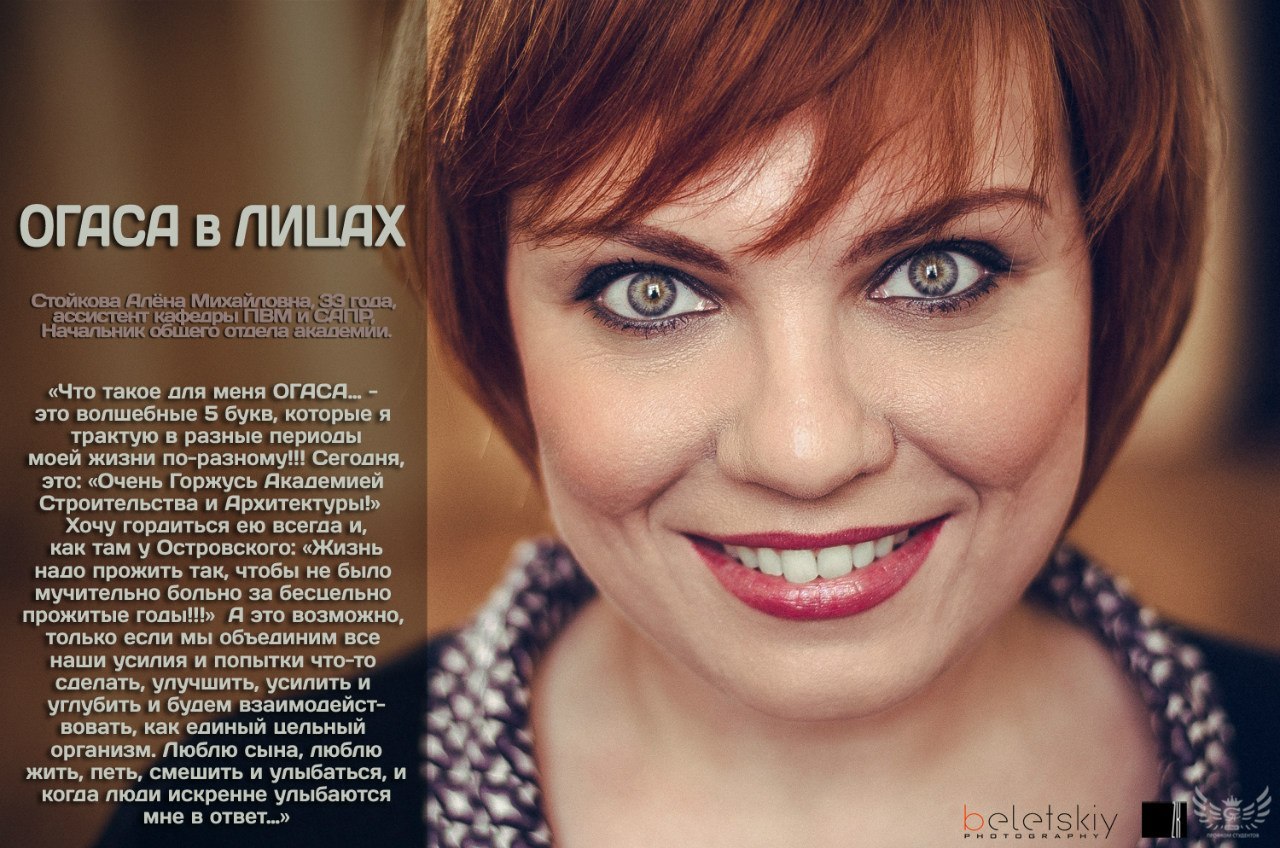 ОГАСА в ЛИЦАХ
Стойкова Алёна Михайловна, 33 года,
ассистент кафедры ПВМ и САПР,
Начальник общего отдела академии.
«Что такое для меня ОГАСА... -
это волшебные 5 букв, которые я
трактую в разные периоды
моей жизни по-разному!!! Сегодня,
это: «Очень Горжусь Академией
Строительства и Архитектуры!»
Хочу гордиться ею всегда и,
как там у Островского: «Жизнь
надо прожить так, чтобы не было
мучительно больно за бесцельно
прожитые годы!!!» А это возможно,
только если мы объединим все
наши усилия и попытки что-то
сделать, улучшить, усилить и
углубить и будем взаимодейст-
вовать, как единый цельный
организм. Люблю сына, люблю
жить, петь, смешить и улыбаться, и
когда люди искренне улыбаются
мне в ответ...»
beletskiy
PHOTOGRAPHY
ПРОФКОМ СТУДЕНТОВ